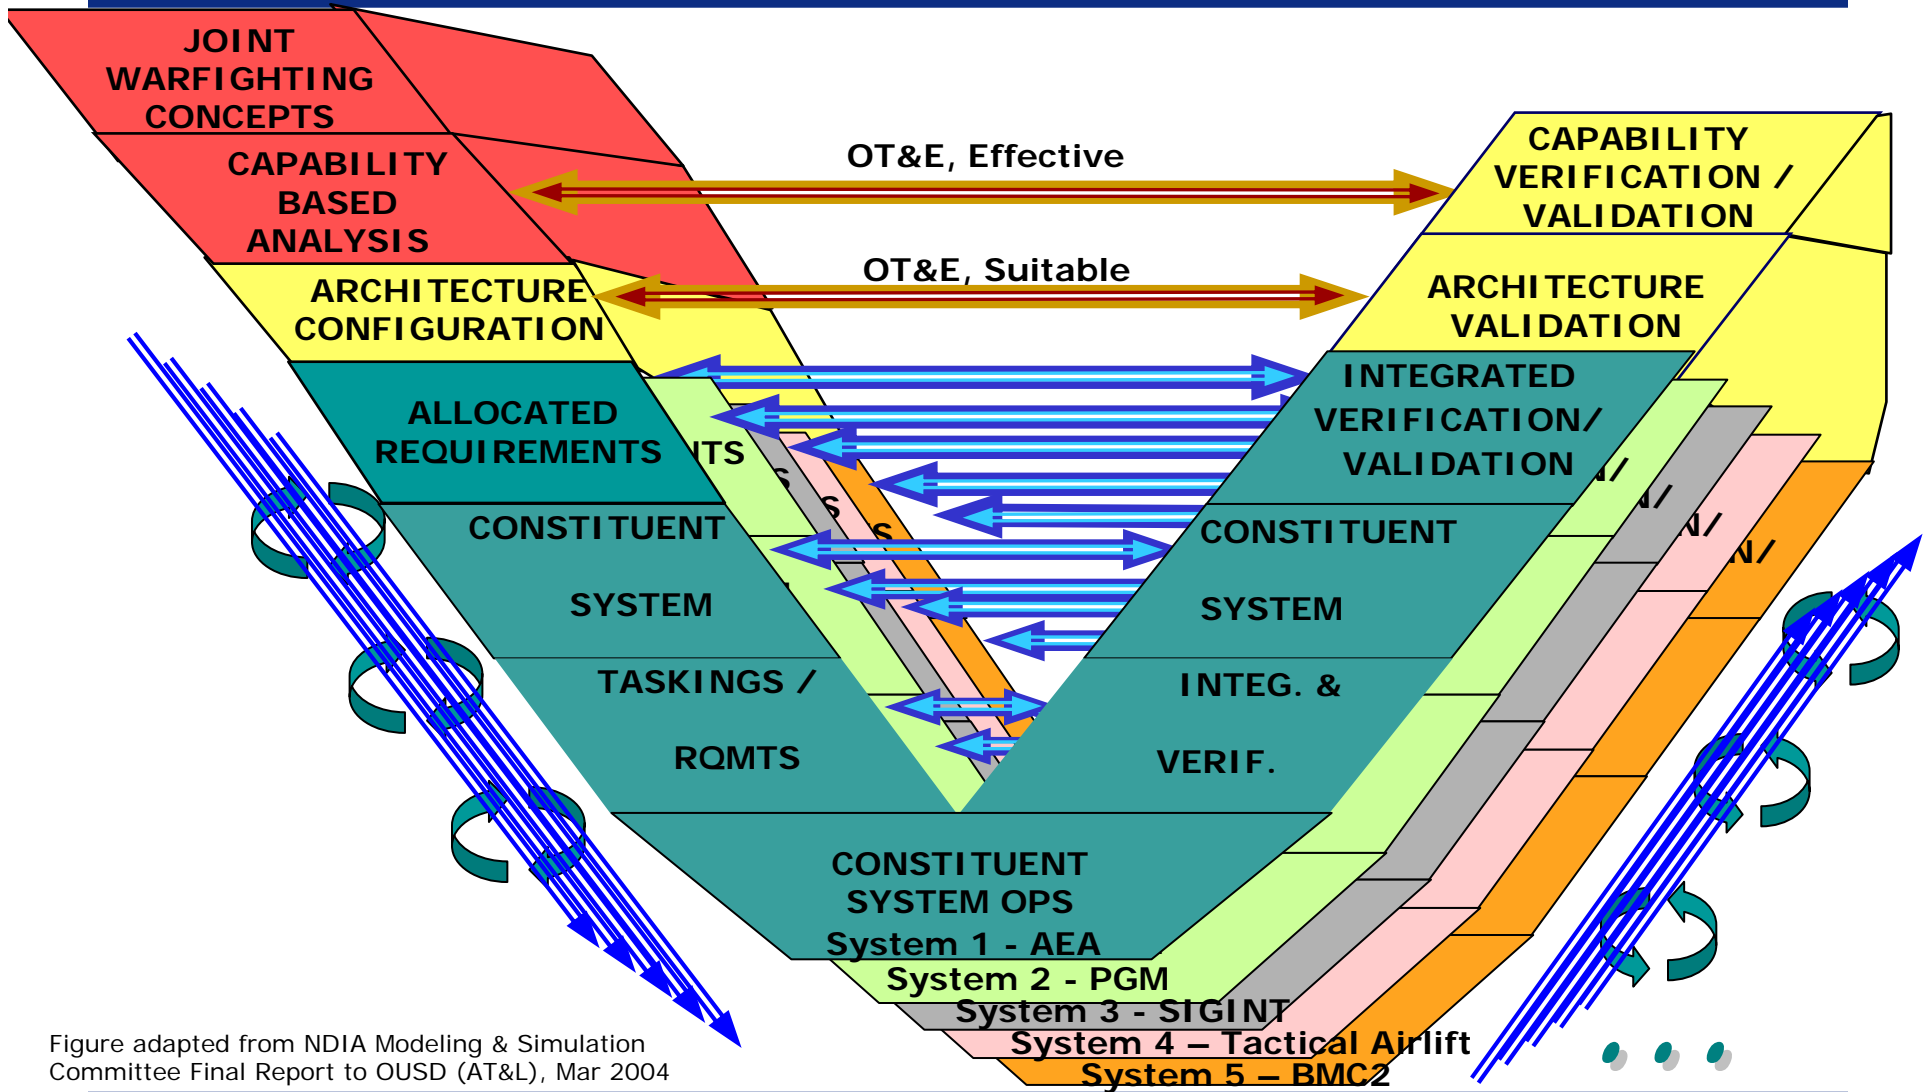 JOINT
WARFIGHTING
CONCEPTS
CAPABILITY
BASED
ANALYSIS
ARCHITECTURE
CONFIGURATION
ALLOCATED
REQUIREMENTS
CONSTITUENT
SYSTEM
TASKINGS /
RQMTS
OT&E, Effective
OT&E, Suitable
CAPABILITY
VERIFICATION /
VALIDATION
ARCHITECTURE
VALIDATION
INTEGRATED
VERIFICATION/
VALIDATION
CONSTITUENT
SYSTEM
INTEG. &
VERIF.
CONSTITUENT
SYSTEM OPS
System 1 - AEA
System 2 - PGM
System 3 - SIGINT
System 4 – Tactical Airlift
System 5 – BMC2
Figure adapted from NDIA Modeling & Simulation
Committee Final Report to OUSD (AT&L), Mar 2004